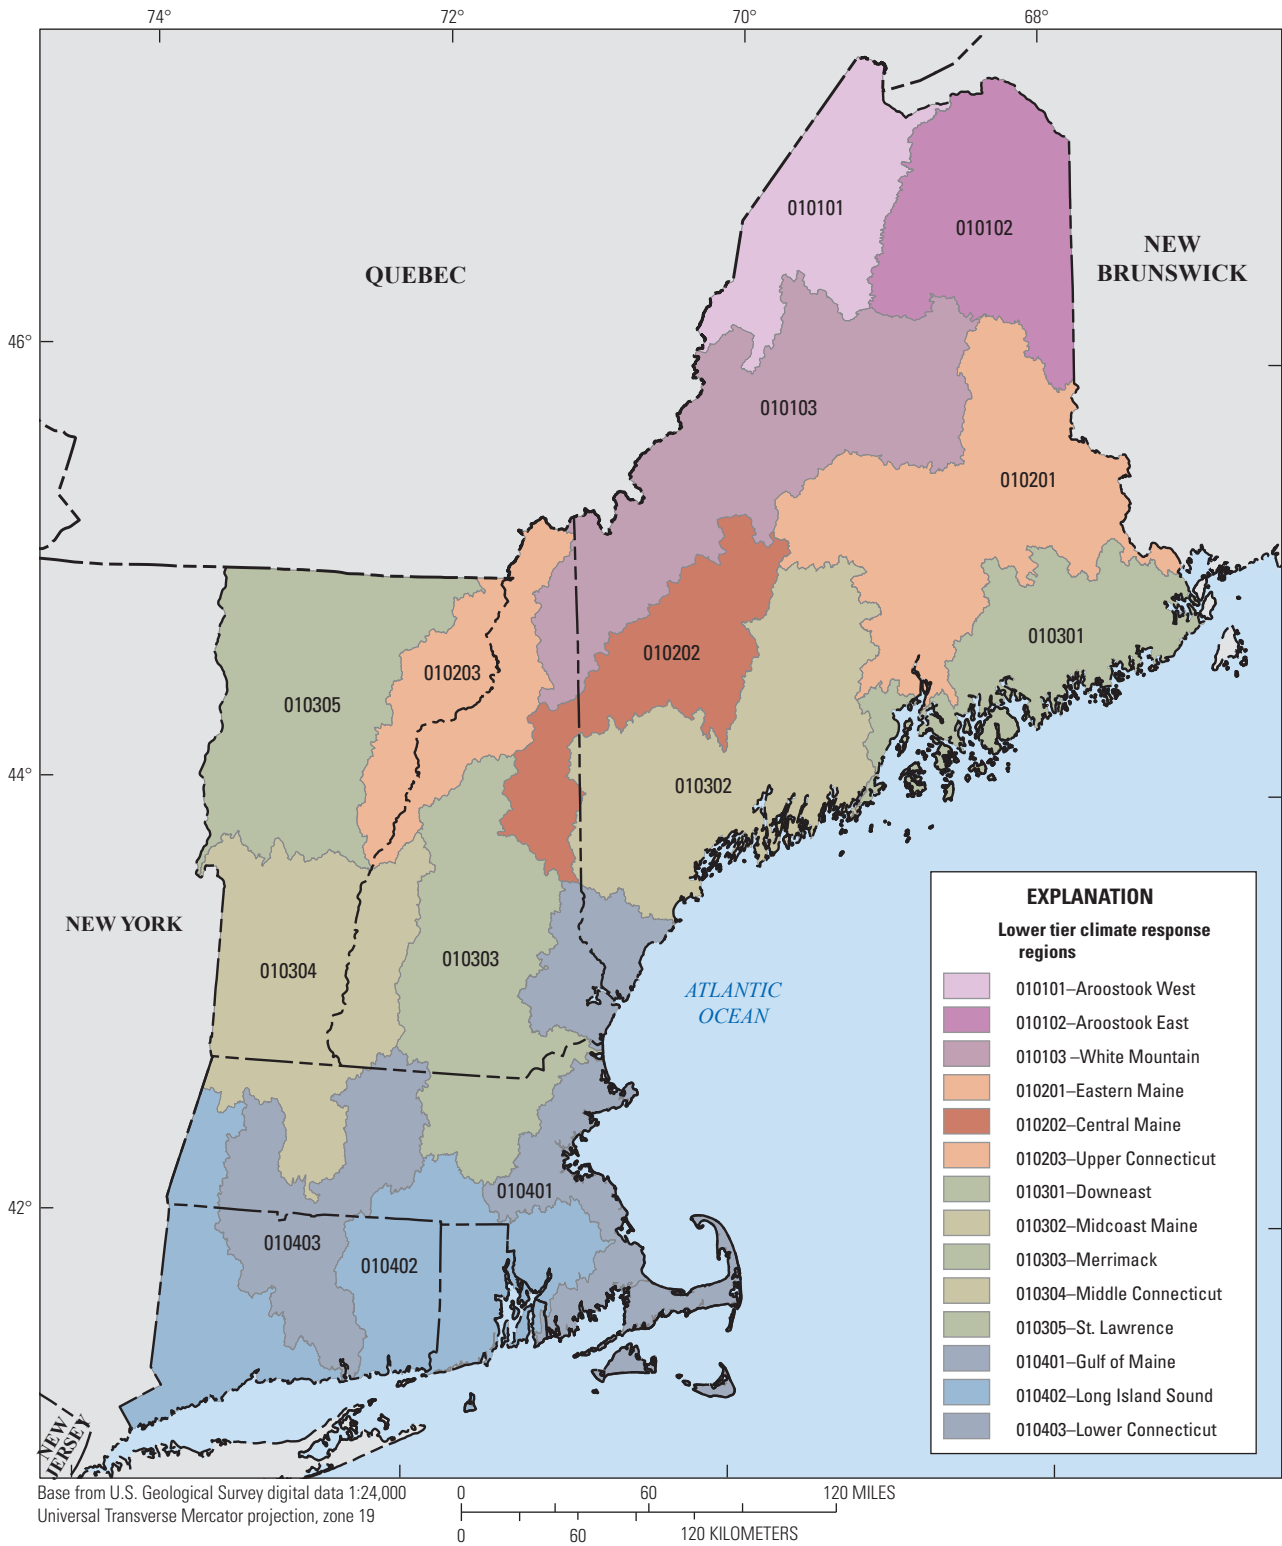 74°
72°
70°
68°
46°
44°
42°
QUEBEC
NEW
BRUNSWICK
NEW YORK
NEW
JERSEY
ATLANTIC
OCEAN
010101
010102
010103
010201
010202
010203
010301
010305
010302
010303
010304
010401
010403
010402
EXPLANATION
Lower tier climate response
regions
010101–Aroostook West
010102–Aroostook East
010103 –White Mountain
010201–Eastern Maine
010202–Central Maine
010203–Upper Connecticut
010301–Downeast
010302–Midcoast Maine
010303–Merrimack
010304–Middle Connecticut
010305–St. Lawrence
010401–Gulf of Maine
010402–Long Island Sound
010403–Lower Connecticut
Base from U.S. Geological Survey digital data 1:24,000
Universal Transverse Mercator projection, zone 19
0 60 120 MILES
0 60 120 KILOMETERS